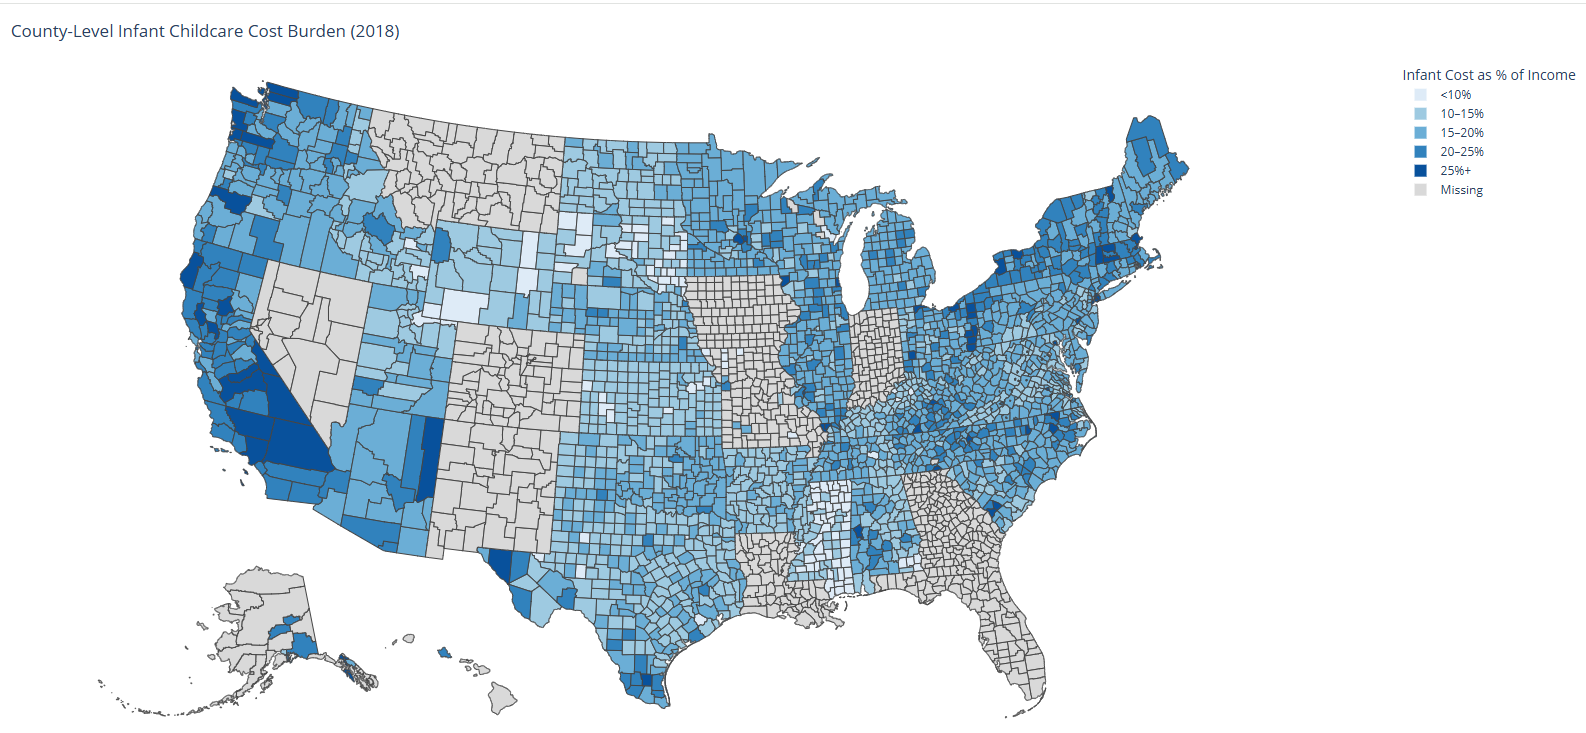 County-Level Infant Childcare Cost Burden (2018)
Infant Cost as % of Income
<10%
10–15%
15–20%
20–25%
25%+
Missing